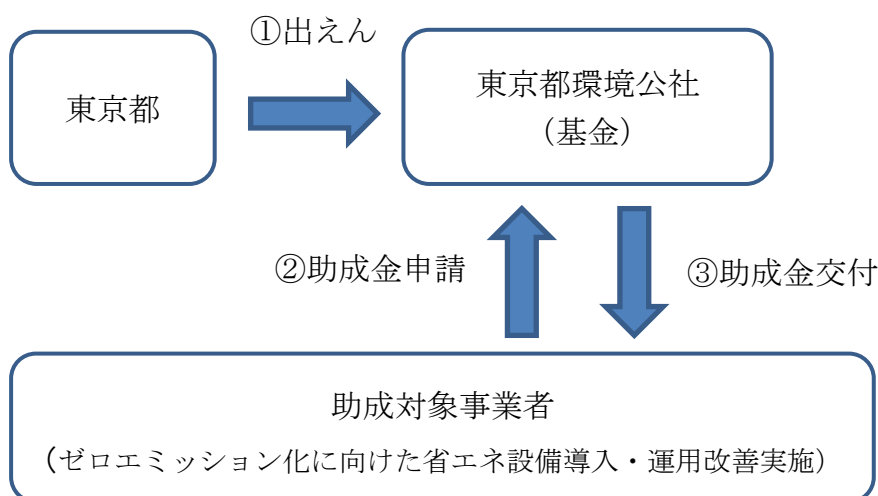 ①出えん
東京都
東京都環境公社
(基金)
②助成金申請
③助成金交付
助成対象事業者
(ゼロエミッション化に向けた省エネ設備導入・運用改善実施)